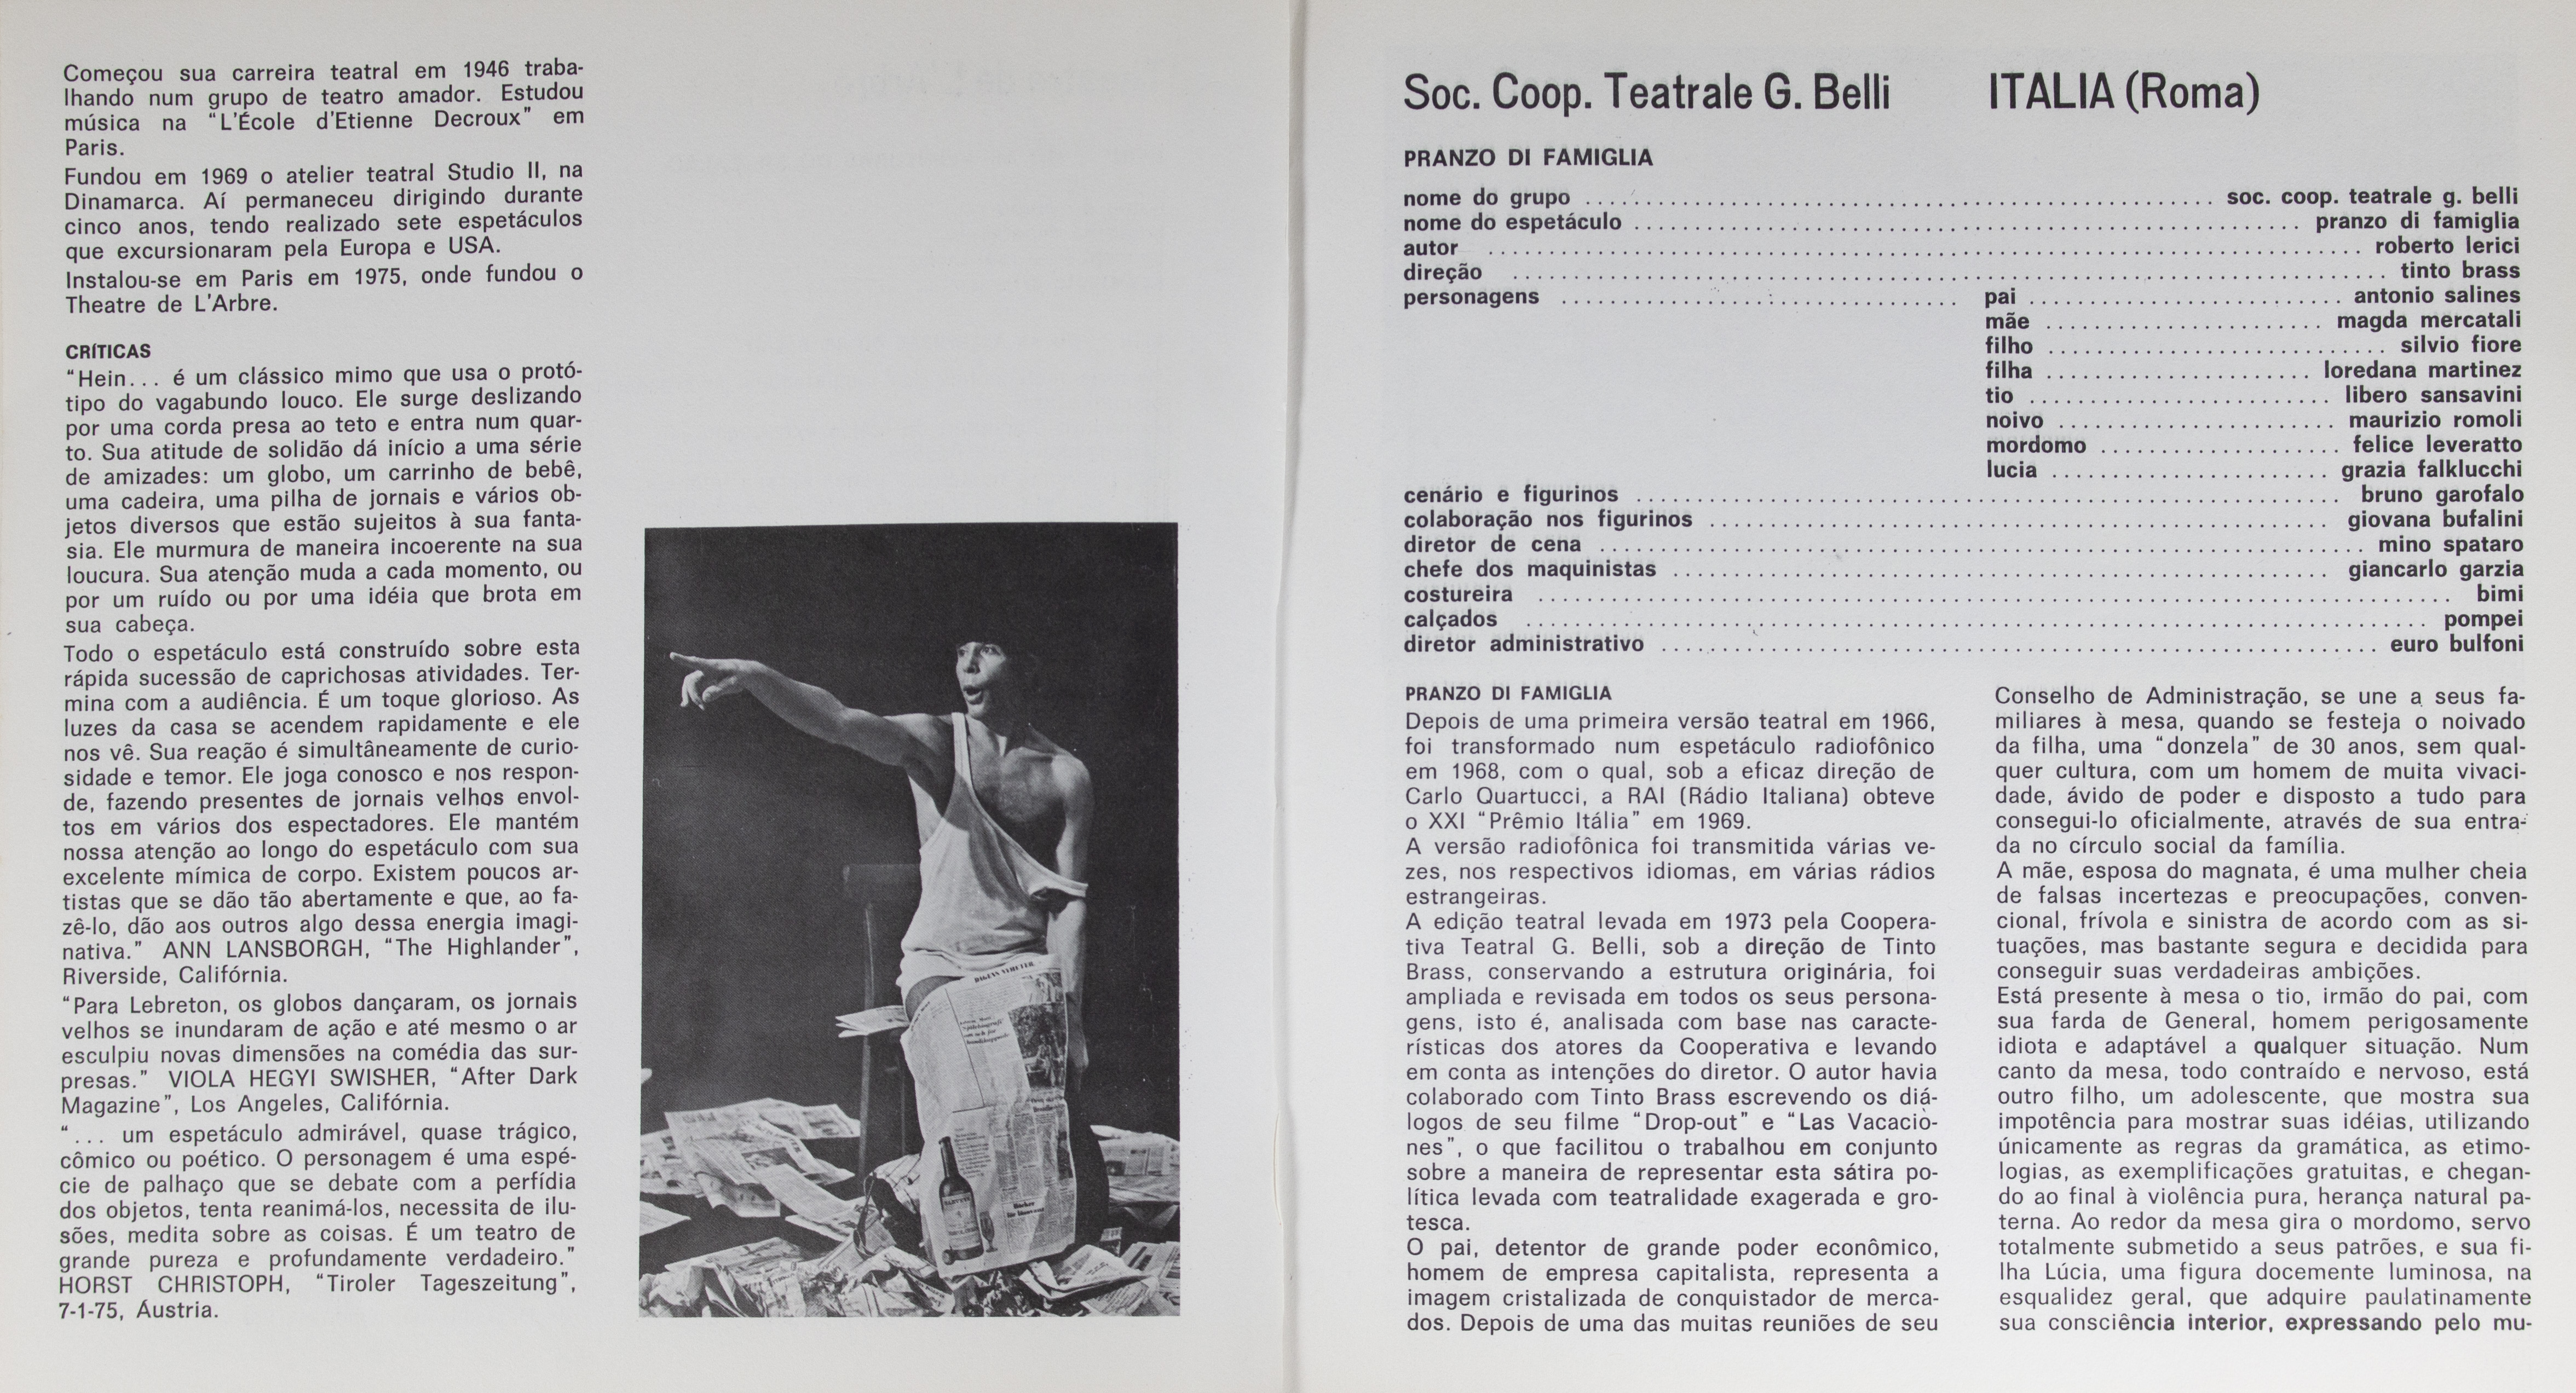 Começou sua carreira teatral em 1946 traba-
lhando num grupo de teatro amador. Estudou
música na "L'École d'Etienne Decroux" em
Paris.
Fundou em 1969 o atelier teatral Studio II, na
Dinamarca. Aí permaneceu dirigindo durante
cinco anos, tendo realizado sete espetáculos
que excursionaram pela Europa e USA.
Instalou-se em Paris em 1975, onde fundou o
Theatre de L'Arbre.
CRÍTICAS
"Hein... é um clássico mimo que usa o protó-
tipo do vagabundo louco. Ele surge deslizando
por uma corda presa ao teto e entra num quar-
to. Sua atitude de solidão dá início a uma série
de amizades: um globo, um carrinho de bebê,
uma cadeira, uma pilha de jornais e vários ob-
jetos diversos que estão sujeitos à sua fanta-
sia. Ele murmura de maneira incoerente na sua
loucura. Sua atenção muda a cada momento, ou
por um ruído ou por uma idéia que brota em
sua cabeça.
Todo o espetáculo está construído sobre esta
rápida sucessão de caprichosas atividades. Ter-
mina com a audiência. É um toque glorioso. As
luzes da casa se acendem rapidamente e ele
nos vê. Sua reação é simultâneamente de curio-
sidade e temor. Ele joga conosco e nos respon-
de, fazendo presentes de jornais velhos envol-
tos em vários dos espectadores. Ele mantém
nossa atenção ao longo do espetáculo com sua
excelente mímica de corpo. Existem poucos ar-
tistas que se dão tão abertamente e que, ao fa-
zê-lo, dão aos outros algo dessa energia imagi-
nativa." ANN LANSBORGH, "The Highlander",
Riverside, Califórnia.
"Para Lebreton, os globos dançaram, os jornais
velhos se inundaram de ação e até mesmo o ar
esculpiu novas dimensões na comédia das sur-
presas." VIOLA HEGYI SWISHER, "After Dark
Magazine", Los Angeles, Califórnia.
"... um espetáculo admirável, quase trágico,
cômico ou poético. O personagem é uma espé-
cie de palhaço que se debate com a perfídia
dos objetos, tenta reanimá-los, necessita de ilu-
sões, medita sobre as coisas. É um teatro de
grande pureza e profundamente verdadeiro."
HORST CHRISTOPH, "Tiroler Tageszeitung",
7-1-75, Áustria.
DAGENS NYHETER
Soc. Coop. Teatrale G. Belli ITALIA (Roma)
PRANZO DI FAMIGLIA
nome do grupo ........ soc. coop. teatrale g. belli
nome do espetáculo ........ pranzo di famiglia
autor ........ roberto lerici
direção ........ tinto brass
personagens ........ pai ........ antonio salines
mãe ........ magda mercatali
filho ........ silvio fiore
filha ........ loredana martinez
tio ........ libero sansavini
noivo ........ maurizio romoli
mordomo ........ felice leveratto
lucia ........ grazia falklucchi
cenário e figurinos ........ bruno garofalo
colaboração nos figurinos ........ giovana bufalini
diretor de cena ........ mino spataro
chefe dos maquinistas ........ giancarlo garzia
costureira ........ bimi
calçados ........ pompei
diretor administrativo ........ euro bulfoni
PRANZO DI FAMIGLIA
Depois de uma primeira versão teatral em 1966,
foi transformado num espetáculo radiofônico
em 1968, com o qual, sob a eficaz direção de
Carlo Quartucci, a RAI (Rádio Italiana) obteve
o XXI "Prêmio Itália" em 1969.
A versão radiofônica foi transmitida várias ve-
zes, nos respectivos idiomas, em várias rádios
estrangeiras.
A edição teatral levada em 1973 pela Coopera-
tiva Teatral G. Belli, sob a direção de Tinto
Brass, conservando a estrutura originária, foi
ampliada e revisada em todos os seus persona-
gens, isto é, analisada com base nas caracte-
rísticas dos atores da Cooperativa e levando
em conta as intenções do diretor. O autor havia
colaborado com Tinto Brass escrevendo os diá-
logos de seu filme "Drop-out" e "Las Vacacio-
nes", o que facilitou o trabalhou em conjunto
sobre a maneira de representar esta sátira po-
lítica levada com teatralidade exagerada e gro-
tesca.
O pai, detentor de grande poder econômico,
homem de empresa capitalista, representa a
imagem cristalizada de conquistador de merca-
dos. Depois de uma das muitas reuniões de seu
Conselho de Administração, se une a seus fa-
miliares à mesa, quando se festeja o noivado
da filha, uma "donzela" de 30 anos, sem qual-
quer cultura, com um homem de muita vivaci-
dade, ávido de poder e disposto a tudo para
consegui-lo oficialmente, através de sua entra-
da no círculo social da família.
A mãe, esposa do magnata, é uma mulher cheia
de falsas incertezas e preocupações, conven-
cional, frívola e sinistra de acordo com as si-
tuações, mas bastante segura e decidida para
conseguir suas verdadeiras ambições.
Está presente à mesa o tio, irmão do pai, com
sua farda de General, homem perigosamente
idiota e adaptável a qualquer situação. Num
canto da mesa, todo contraído e nervoso, está
outro filho, um adolescente, que mostra sua
impotência para mostrar suas idéias, utilizando
únicamente as regras da gramática, as etimo-
logias, as exemplificações gratuitas, e chegan-
do ao final à violência pura, herança natural pa-
terna. Ao redor da mesa gira o mordomo, servo
totalmente submetido a seus patrões, e sua fi-
lha Lúcia, uma figura docemente luminosa, na
esqualidez geral, que adquire paulatinamente
sua consciência interior, expressando pelo mu-